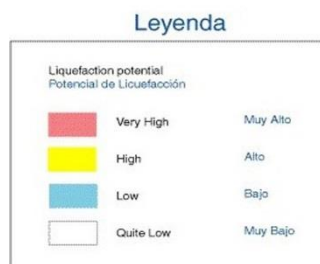 Leyenda
Liquefaction potential
Potencial de Licuefacción
Very High Muy Alto
High Alto
Low Bajo
Quite Low Muy Bajo